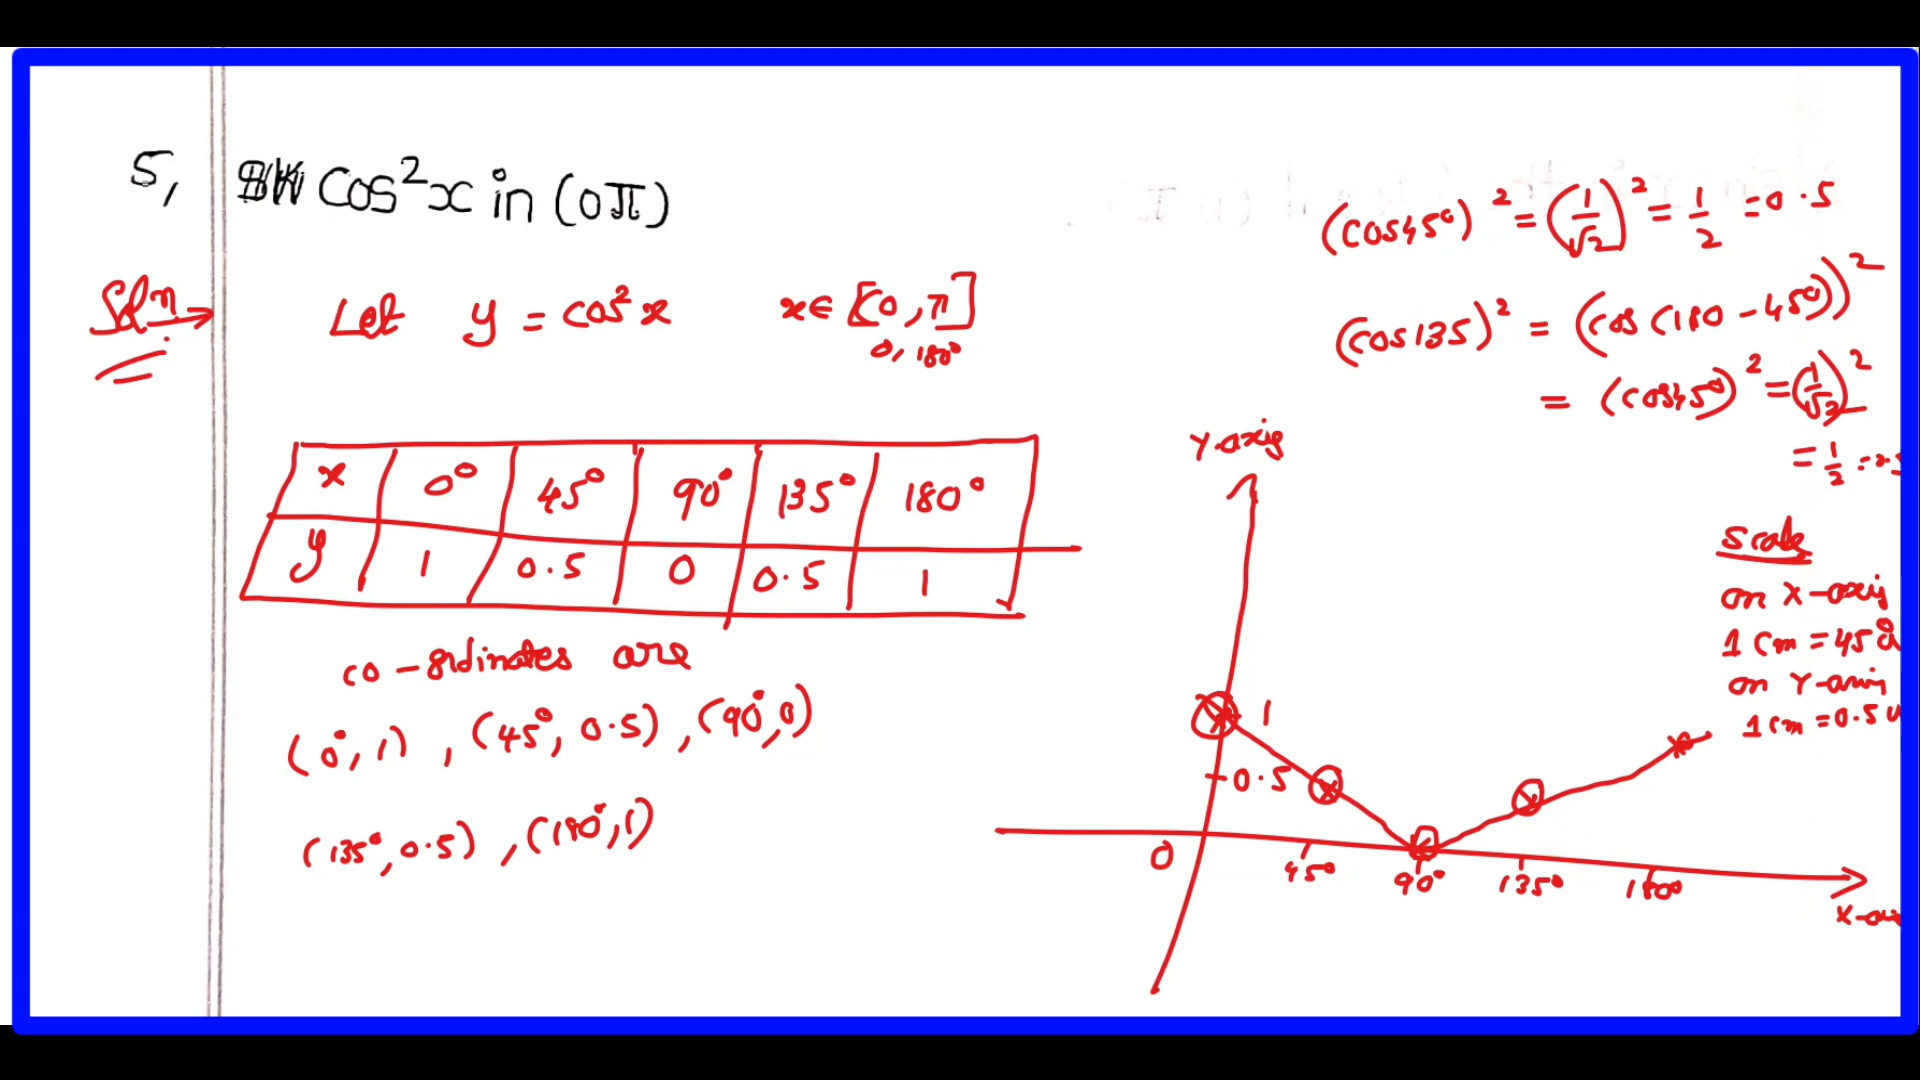 5, cos²x in (0π)
Solⁿ → Let y = cos²x x∈ [0, π]
0, 180°
x 0° 45° 90° 135° 180°
y 1 0.5 0 0.5 1
co-ordinates are
(0°, 1), (45°, 0.5), (90°, 0)
(135°, 0.5), (180°, 1)
(cos45°)² = (1/√2)² = 1/2 = 0.5
(cos135)² = (cos(180 - 45°))²
= (cos45°)² = (1/√2)²
= 1/2
Scale
on X-axis
1 cm = 45°
on Y-axis
1 cm = 0.5 u
Y-axis
1
0.5
0 45° 90° 135° 180°